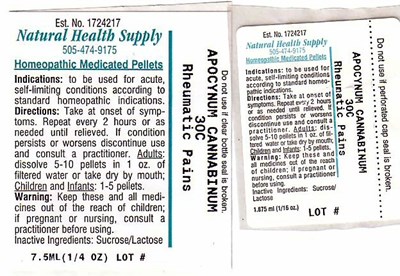 Est. No. 1724217
Natural Health Supply
505-474-9175
Homeopathic Medicated Pellets
Indications: to be used for acute,
self-limiting conditions according to
standard homeopathic indications.
Directions: Take at onset of symp-
toms. Repeat every 2 hours or as
needed until relieved. If condition
persists or worsens discontinue use
and consult a practitioner. Adults:
dissolve 5-10 pellets in 1 oz. of
filtered water or take dry by mouth;
Children and Infants: 1-5 pellets.
Warning: Keep these and all medi-
cines out of the reach of children;
if pregnant or nursing, consult a
practitioner before using.
Inactive Ingredients: Sucrose/Lactose
7.5ML(1/4 OZ) LOT #
Do not use if clear bottle seal is broken.
APOCYNUM CANNABINUM
30C
Rheumatic Pains
Est. No. 1724217
Natural Health Supply
505-474-9175
Homeopathic Medicated Pellets
Indications: to be used for acute,
self-limiting conditions according to
standard homeopathic indications.
Directions: Take at onset of symp-
toms. Repeat every 2 hours or as
needed until relieved. If condition
persists or worsens discontinue
use and consult a practitioner.
Adults: dissolve 5-10 pellets in 1 oz. of fil-
tered water or take dry by mouth;
Children and Infants: 1-5 pellets.
Warning: Keep these and all
medicines out of reach of children;
if pregnant or nursing, consult a
practitioner before using.
Inactive Ingredients: Sucrose/Lactose
1.875 ml (1/16 oz) LOT #
Do not use if perforated cap seal is broken.
APOCYNUM CANNABINUM
30C
Rheumatic Pains